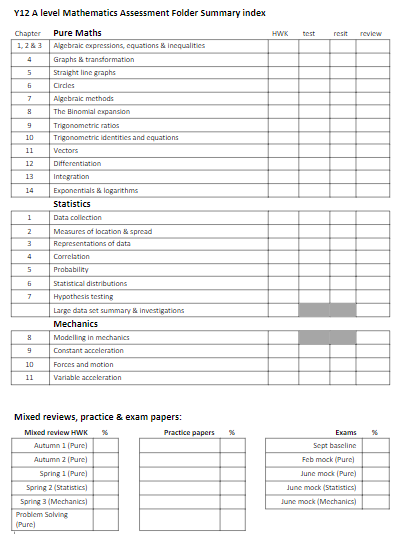 Y12 A level Mathematics Assessment Folder Summary index
Chapter Pure Maths HWK test resit review
1, 2 & 3 Algebraic expressions, equations & inequalities
4 Graphs & transformation
5 Straight line graphs
6 Circles
7 Algebraic methods
8 The Binomial expansion
9 Trigonometric ratios
10 Trigonometric identities and equations
11 Vectors
12 Differentiation
13 Integration
14 Exponentials & logarithms
Statistics
1 Data collection
2 Measures of location & spread
3 Representations of data
4 Correlation
5 Probability
6 Statistical distributions
7 Hypothesis testing
Large data set summary & investigations
Mechanics
8 Modelling in mechanics
9 Constant acceleration
10 Forces and motion
11 Variable acceleration
Mixed reviews, practice & exam papers:
Mixed review HWK % Practice papers % Exams %
Autumn 1 (Pure) Sept baseline
Autumn 2 (Pure) Feb mock (Pure)
Spring 1 (Pure) June mock (Pure)
Spring 2 (Statistics) June mock (Statistics)
Spring 3 (Mechanics) June mock (Mechanics)
Problem Solving
(Pure)